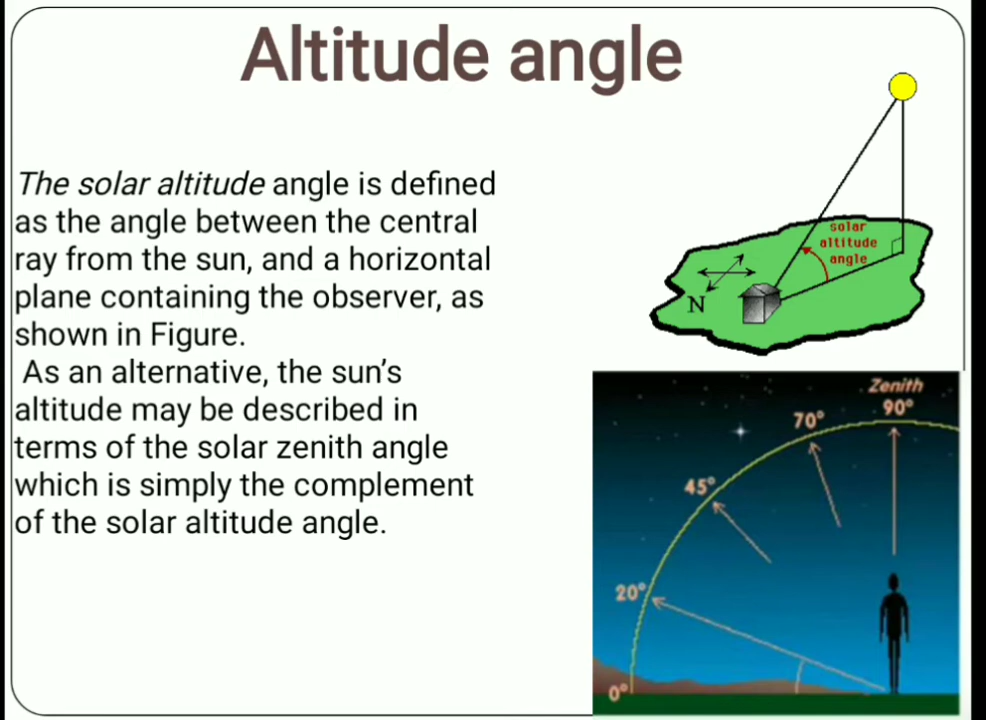 Altitude angle
The solar altitude angle is defined
as the angle between the central
ray from the sun, and a horizontal
plane containing the observer, as
shown in Figure.
As an alternative, the sun's
altitude may be described in
terms of the solar zenith angle
which is simply the complement
of the solar altitude angle.
solar
altitude
angle
N
Zenith
90°
70°
45°
20°
0°